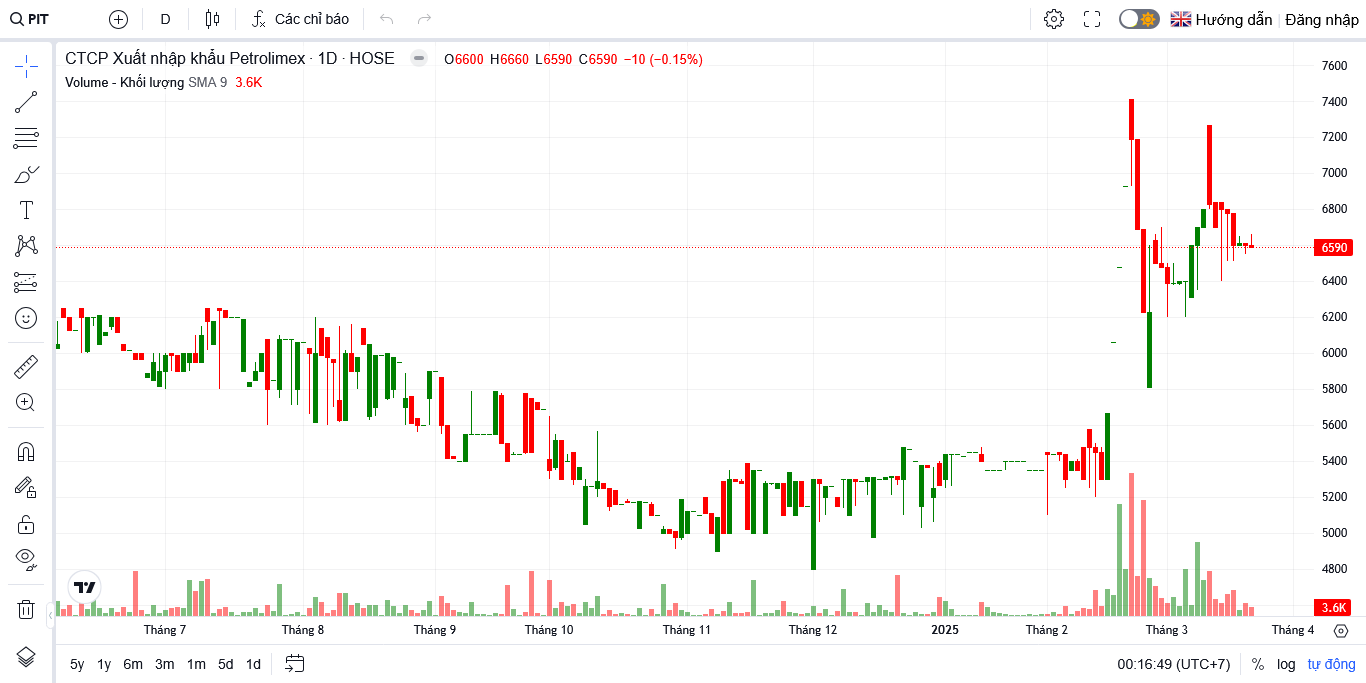 PIT D Các chỉ báo Hướng dẫn Đăng nhập
CTCP Xuất nhập khẩu Petrolimex · 1D · HOSE O6600 H6660 L6590 C6590 −10 (−0.15%)
Volume - Khối lượng SMA 9 3.6K
7600
7400
7200
7000
6800
6590
6400
6200
6000
5800
5600
5400
5200
5000
4800
3.6K
Tháng 7 Tháng 8 Tháng 9 Tháng 10 Tháng 11 Tháng 12 2025 Tháng 2 Tháng 3 Tháng 4
5y 1y 6m 3m 1m 5d 1d 00:16:49 (UTC+7) % log tự động